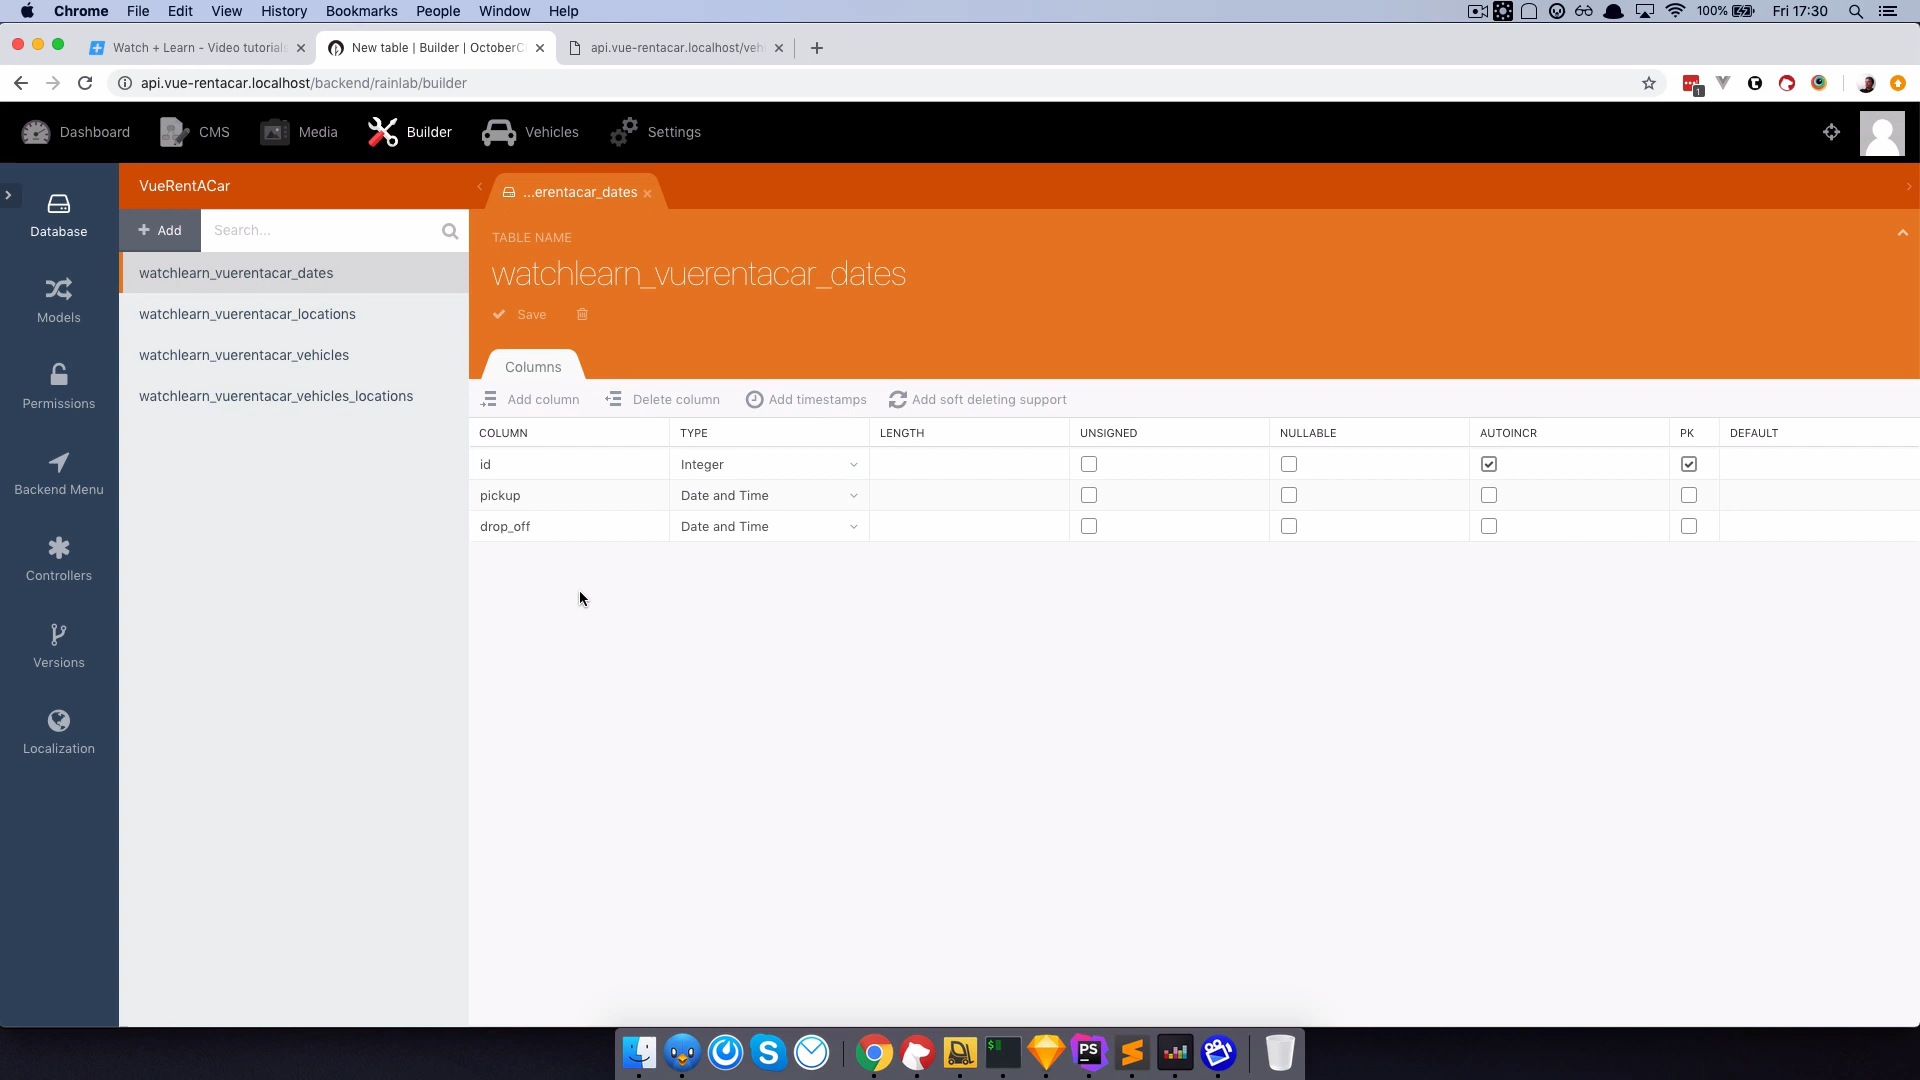 Chrome File Edit View History Bookmarks People Window Help 100% Fri 17:30
Watch + Learn - Video tutorials New table | Builder | OctoberC api.vue-rentacar.localhost/veh
api.vue-rentacar.localhost/backend/rainlab/builder 1
Dashboard CMS Media Builder Vehicles Settings
Database
Models
Permissions
Backend Menu
Controllers
Versions
Localization
VueRentACar
Add Search...
watchlearn_vuerentacar_dates
watchlearn_vuerentacar_locations
watchlearn_vuerentacar_vehicles
watchlearn_vuerentacar_vehicles_locations
...erentacar_dates
TABLE NAME
watchlearn_vuerentacar_dates
Save
Columns
Add column Delete column Add timestamps Add soft deleting support
COLUMN TYPE LENGTH UNSIGNED NULLABLE AUTOINCR PK DEFAULT
id Integer
pickup Date and Time
drop_off Date and Time
$ PS